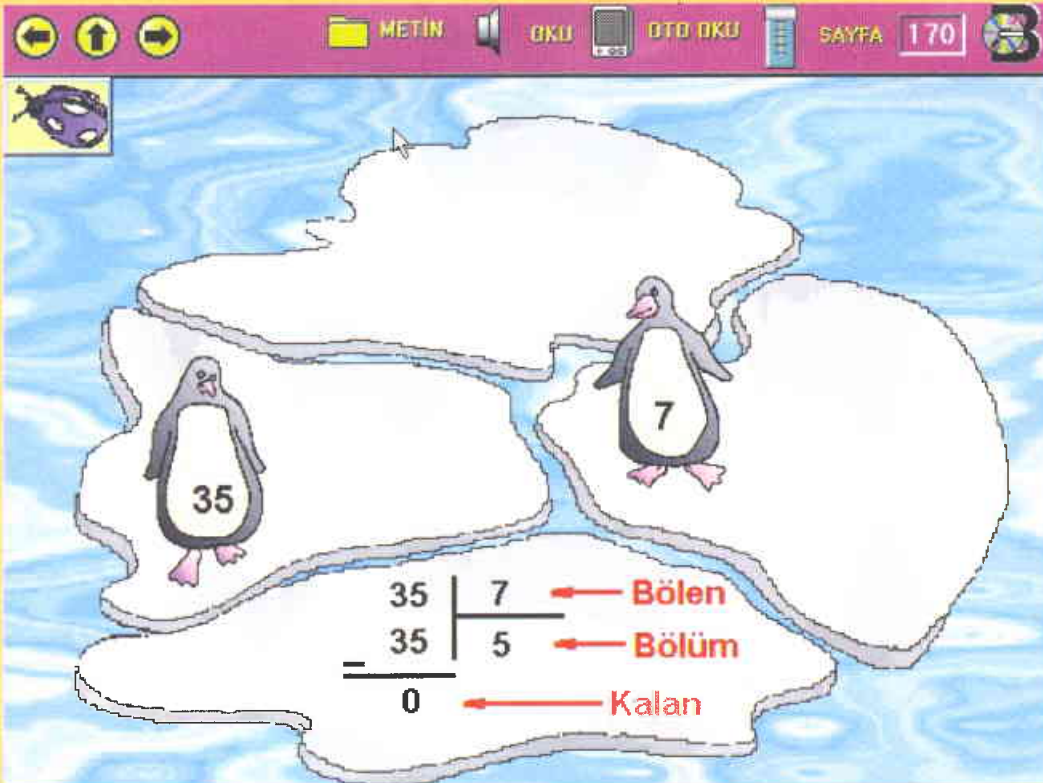 METİN OKU OTO OKU SAYFA 170
7
35
35 7 Bölen
35 5 Bölüm
−
0 Kalan